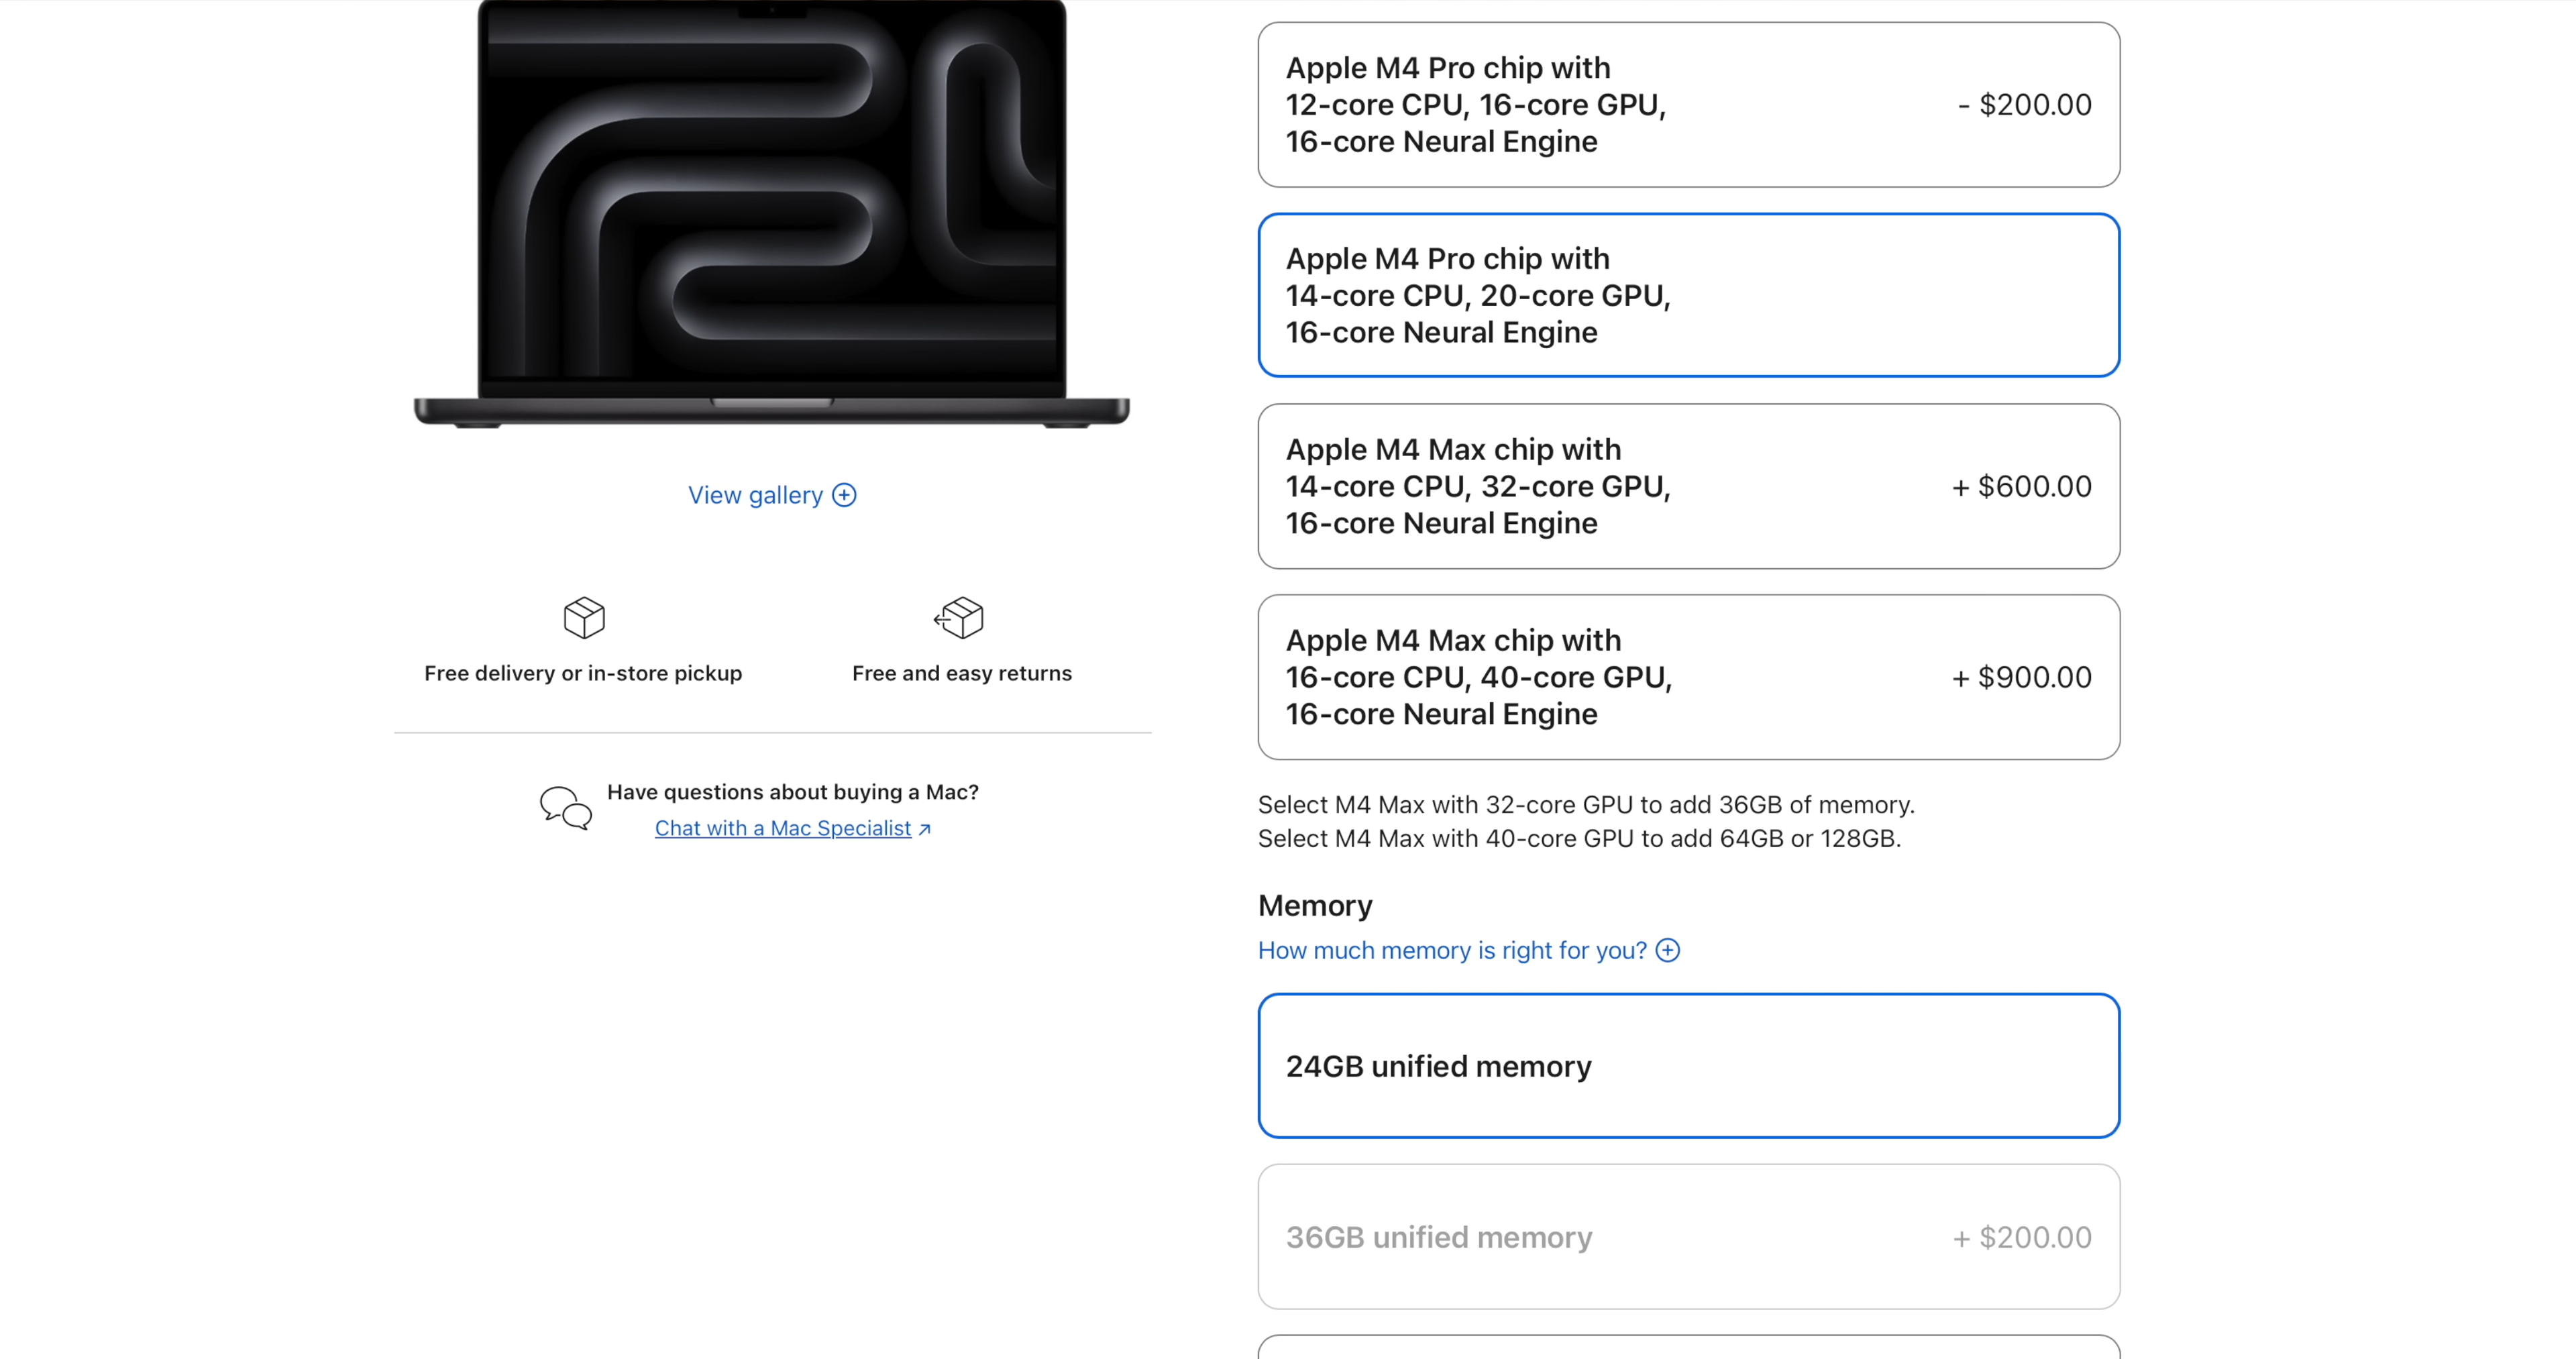 Apple M4 Pro chip with
12-core CPU, 16-core GPU,
16-core Neural Engine
- $200.00
Apple M4 Pro chip with
14-core CPU, 20-core GPU,
16-core Neural Engine
Apple M4 Max chip with
14-core CPU, 32-core GPU,
16-core Neural Engine
+ $600.00
Apple M4 Max chip with
16-core CPU, 40-core GPU,
16-core Neural Engine
+ $900.00
Select M4 Max with 32-core GPU to add 36GB of memory.
Select M4 Max with 40-core GPU to add 64GB or 128GB.
Memory
How much memory is right for you?
24GB unified memory
36GB unified memory
+ $200.00
View gallery
Free delivery or in-store pickup
Free and easy returns
Have questions about buying a Mac?
Chat with a Mac Specialist ↗